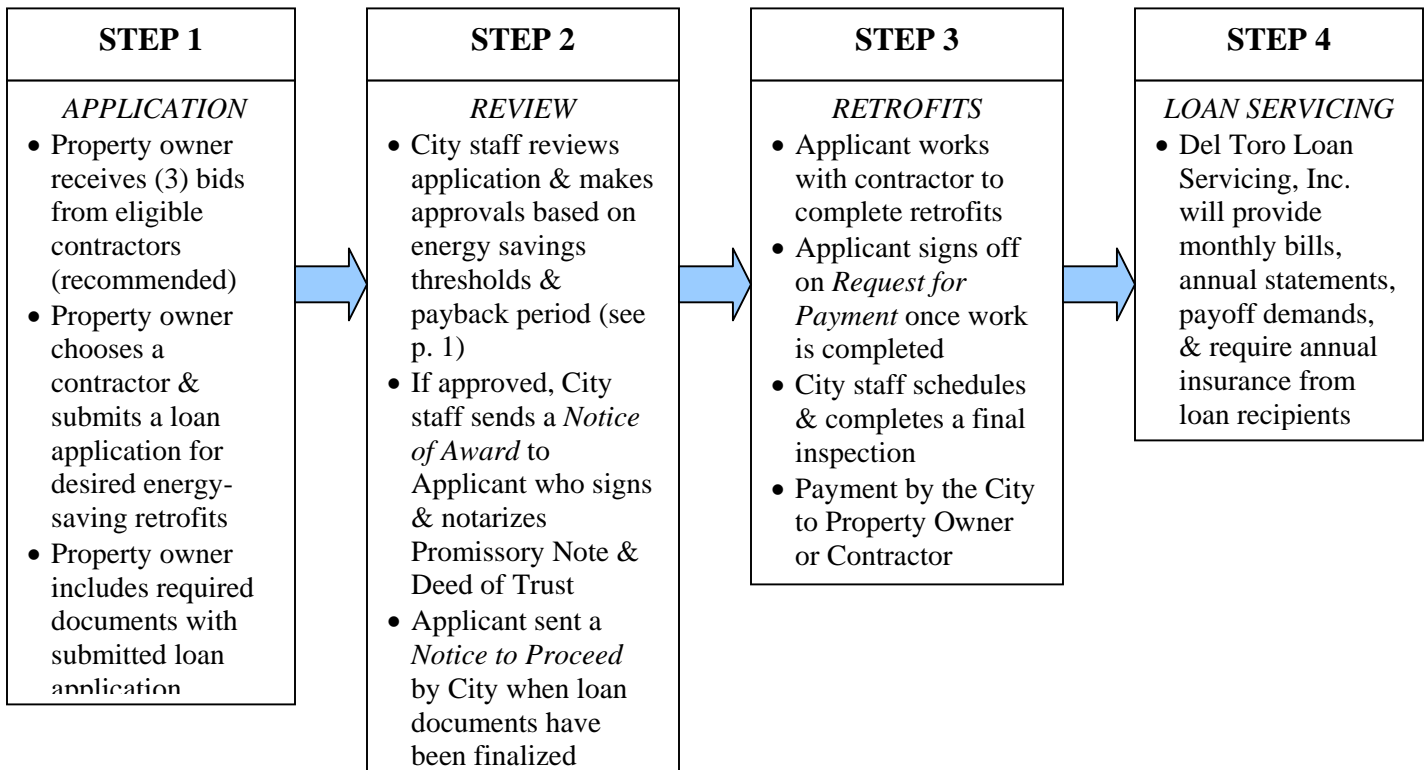 STEP 1
APPLICATION
• Property owner
receives (3) bids
from eligible
contractors
(recommended)
• Property owner
chooses a
contractor &
submits a loan
application for
desired energy-
saving retrofits
• Property owner
includes required
documents with
submitted loan
application
STEP 2
REVIEW
• City staff reviews
application & makes
approvals based on
energy savings
thresholds &
payback period (see
p. 1)
• If approved, City
staff sends a Notice
of Award to
Applicant who signs
& notarizes
Promissory Note &
Deed of Trust
• Applicant sent a
Notice to Proceed
by City when loan
documents have
been finalized
STEP 3
RETROFITS
• Applicant works
with contractor to
complete retrofits
• Applicant signs off
on Request for
Payment once work
is completed
• City staff schedules
& completes a final
inspection
• Payment by the City
to Property Owner
or Contractor
STEP 4
LOAN SERVICING
• Del Toro Loan
Servicing, Inc.
will provide
monthly bills,
annual statements,
payoff demands,
& require annual
insurance from
loan recipients